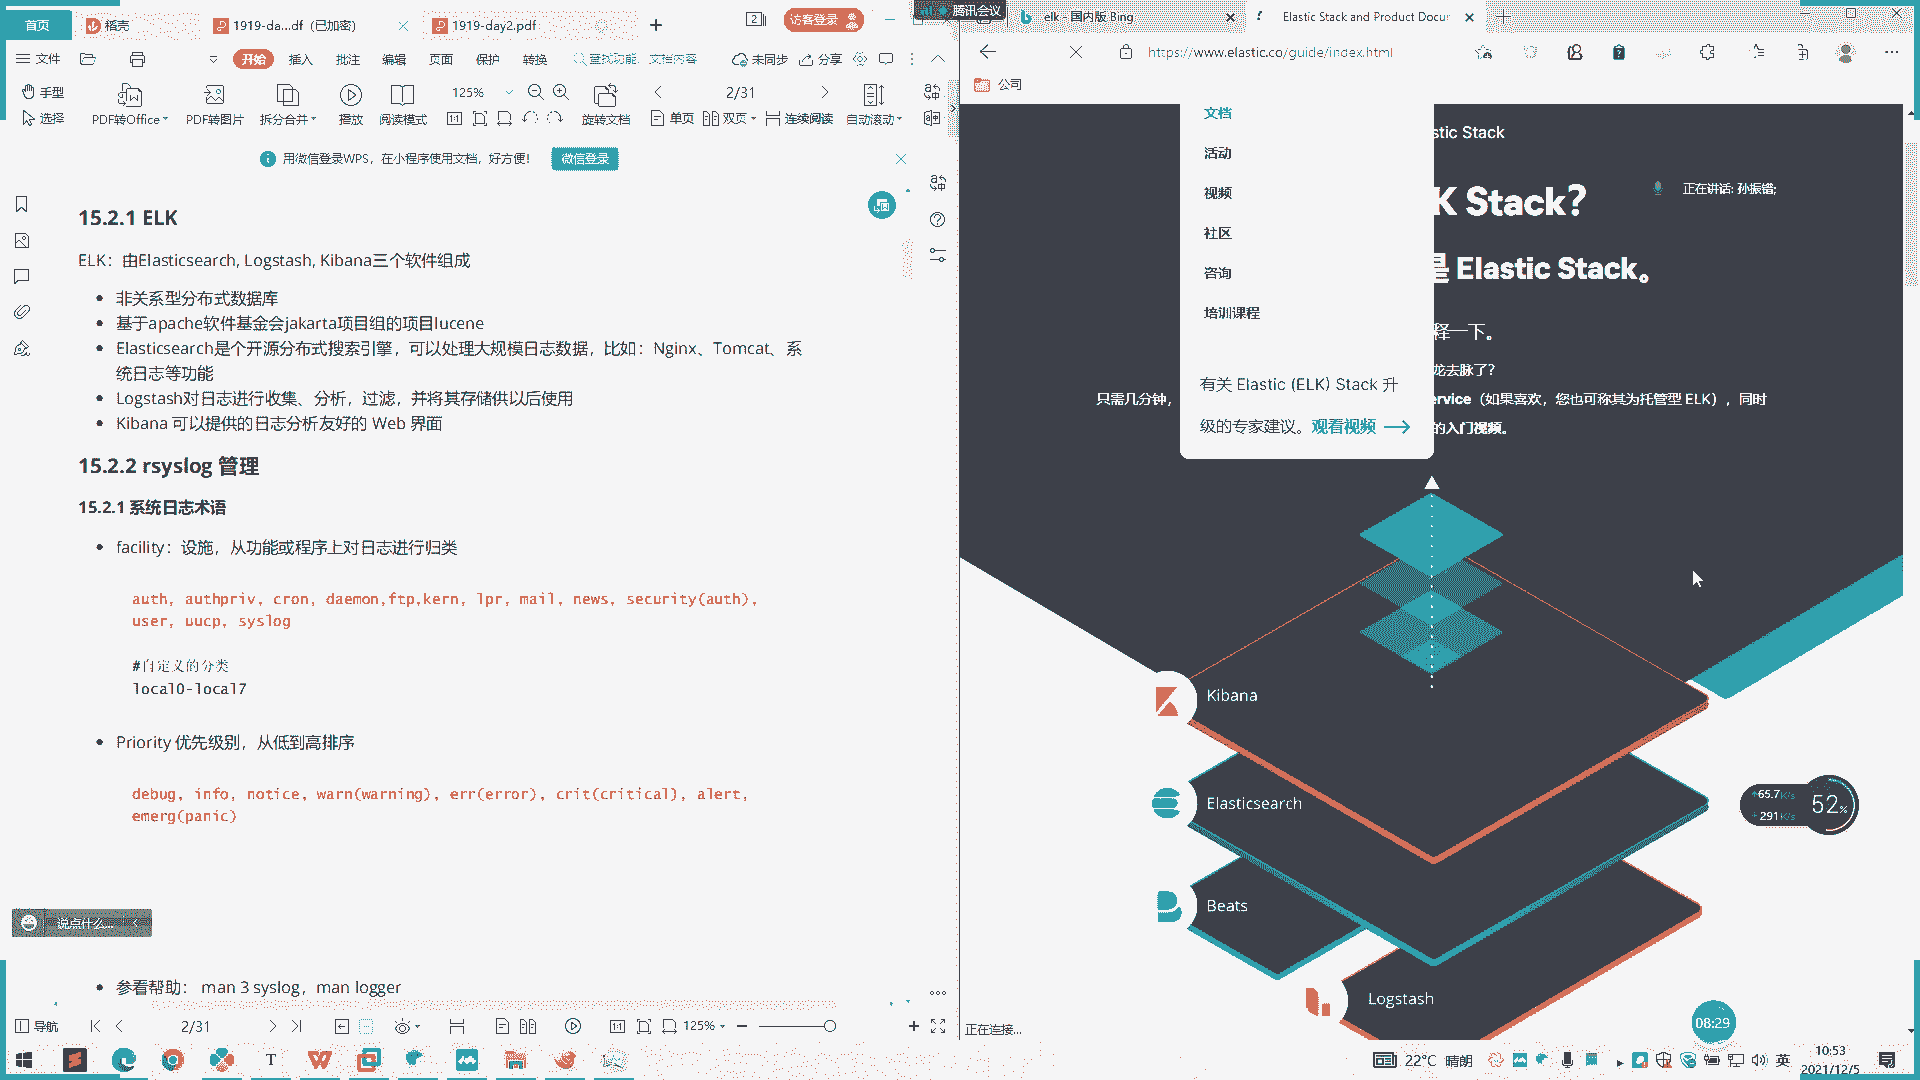 首页
稻壳
1919-da...df（已加密）
1919-day2.pdf
2
访客登录
腾讯会议
elk - 国内版 Bing
Elastic Stack and Product Docu
文件
开始
插入
批注
编辑
页面
保护
转换
查找功能、文档内容
未同步
分享
https://www.elastic.co/guide/index.html
公司
手型
选择
PDF转Office
PDF转图片
拆分合并
播放
阅读模式
125%
2/31
旋转文档
单页
双页
连续阅读
自动滚动
用微信登录WPS，在小程序使用文档，好方便！
微信登录
15.2.1 ELK
ELK：由Elasticsearch, Logstash, Kibana三个软件组成
非关系型分布式数据库
基于apache软件基金会jakarta项目组的项目lucene
Elasticsearch是个开源分布式搜索引擎，可以处理大规模日志数据，比如：Nginx、Tomcat、系
统日志等功能
Logstash对日志进行收集、分析，过滤，并将其存储供以后使用
Kibana 可以提供的日志分析友好的 Web 界面
15.2.2 rsyslog 管理
15.2.1 系统日志术语
facility：设施，从功能或程序上对日志进行归类
auth, authpriv, cron, daemon,ftp,kern, lpr, mail, news, security(auth),
user, uucp, syslog
#自定义的分类
local0-local7
Priority 优先级别，从低到高排序
debug, info, notice, warn(warning), err(error), crit(critical), alert,
emerg(panic)
说点什么...
参看帮助： man 3 syslog，man logger
导航
2/31
125%
文档
活动
视频
社区
咨询
培训课程
有关 Elastic (ELK) Stack 升
级的专家建议。观看视频
stic Stack
正在讲话: 孙振锴;
K Stack?
是 Elastic Stack。
释一下。
龙去脉了?
只需几分钟，
ervice（如果喜欢，您也可称其为托管型 ELK），同时
的入门视频。
Kibana
Elasticsearch
Beats
Logstash
65.7K/s
291K/s
52%
08:29
正在连接...
22°C 晴朗
英
10:53
2021/12/5